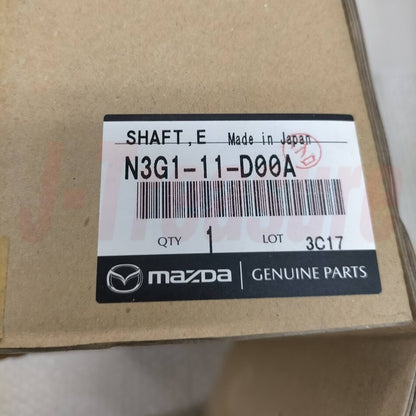 SHAFT,E Made in Japan
N3G1-11-D00A
QTY 1 LOT 3C17
mazda GENUINE PARTS